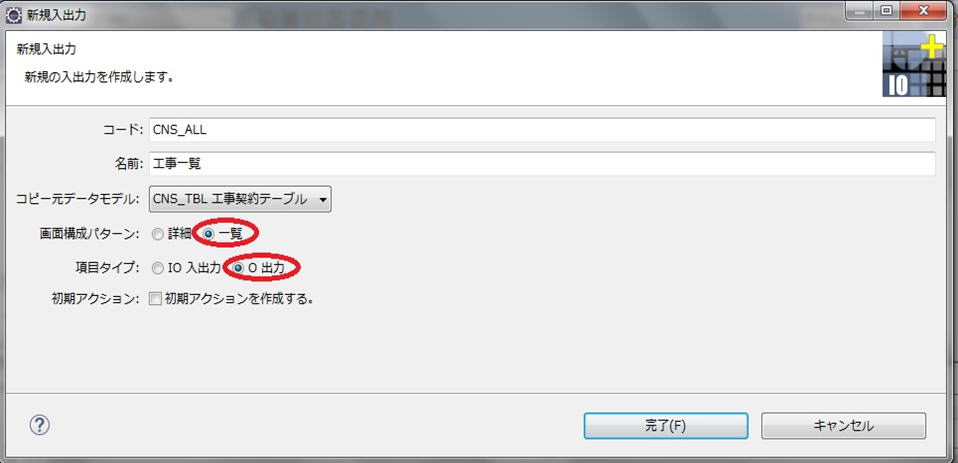 新規入出力
新規入出力
新規の入出力を作成します。
IO
コード: CNS_ALL
名前: 工事一覧
コピー元データモデル: CNS_TBL 工事契約テーブル
画面構成パターン: 詳細 一覧
項目タイプ: IO 入出力 O 出力
初期アクション: 初期アクションを作成する。
?
完了(F) キャンセル